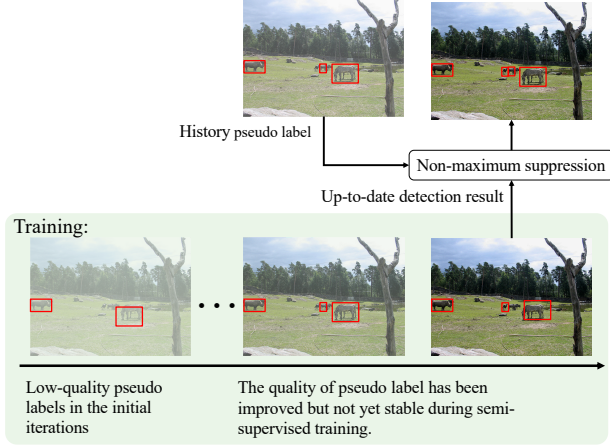 History pseudo label
Non-maximum suppression
Up-to-date detection result
Training:
Low-quality pseudo
labels in the initial
iterations
The quality of pseudo label has been
improved but not yet stable during semi-
supervised training.